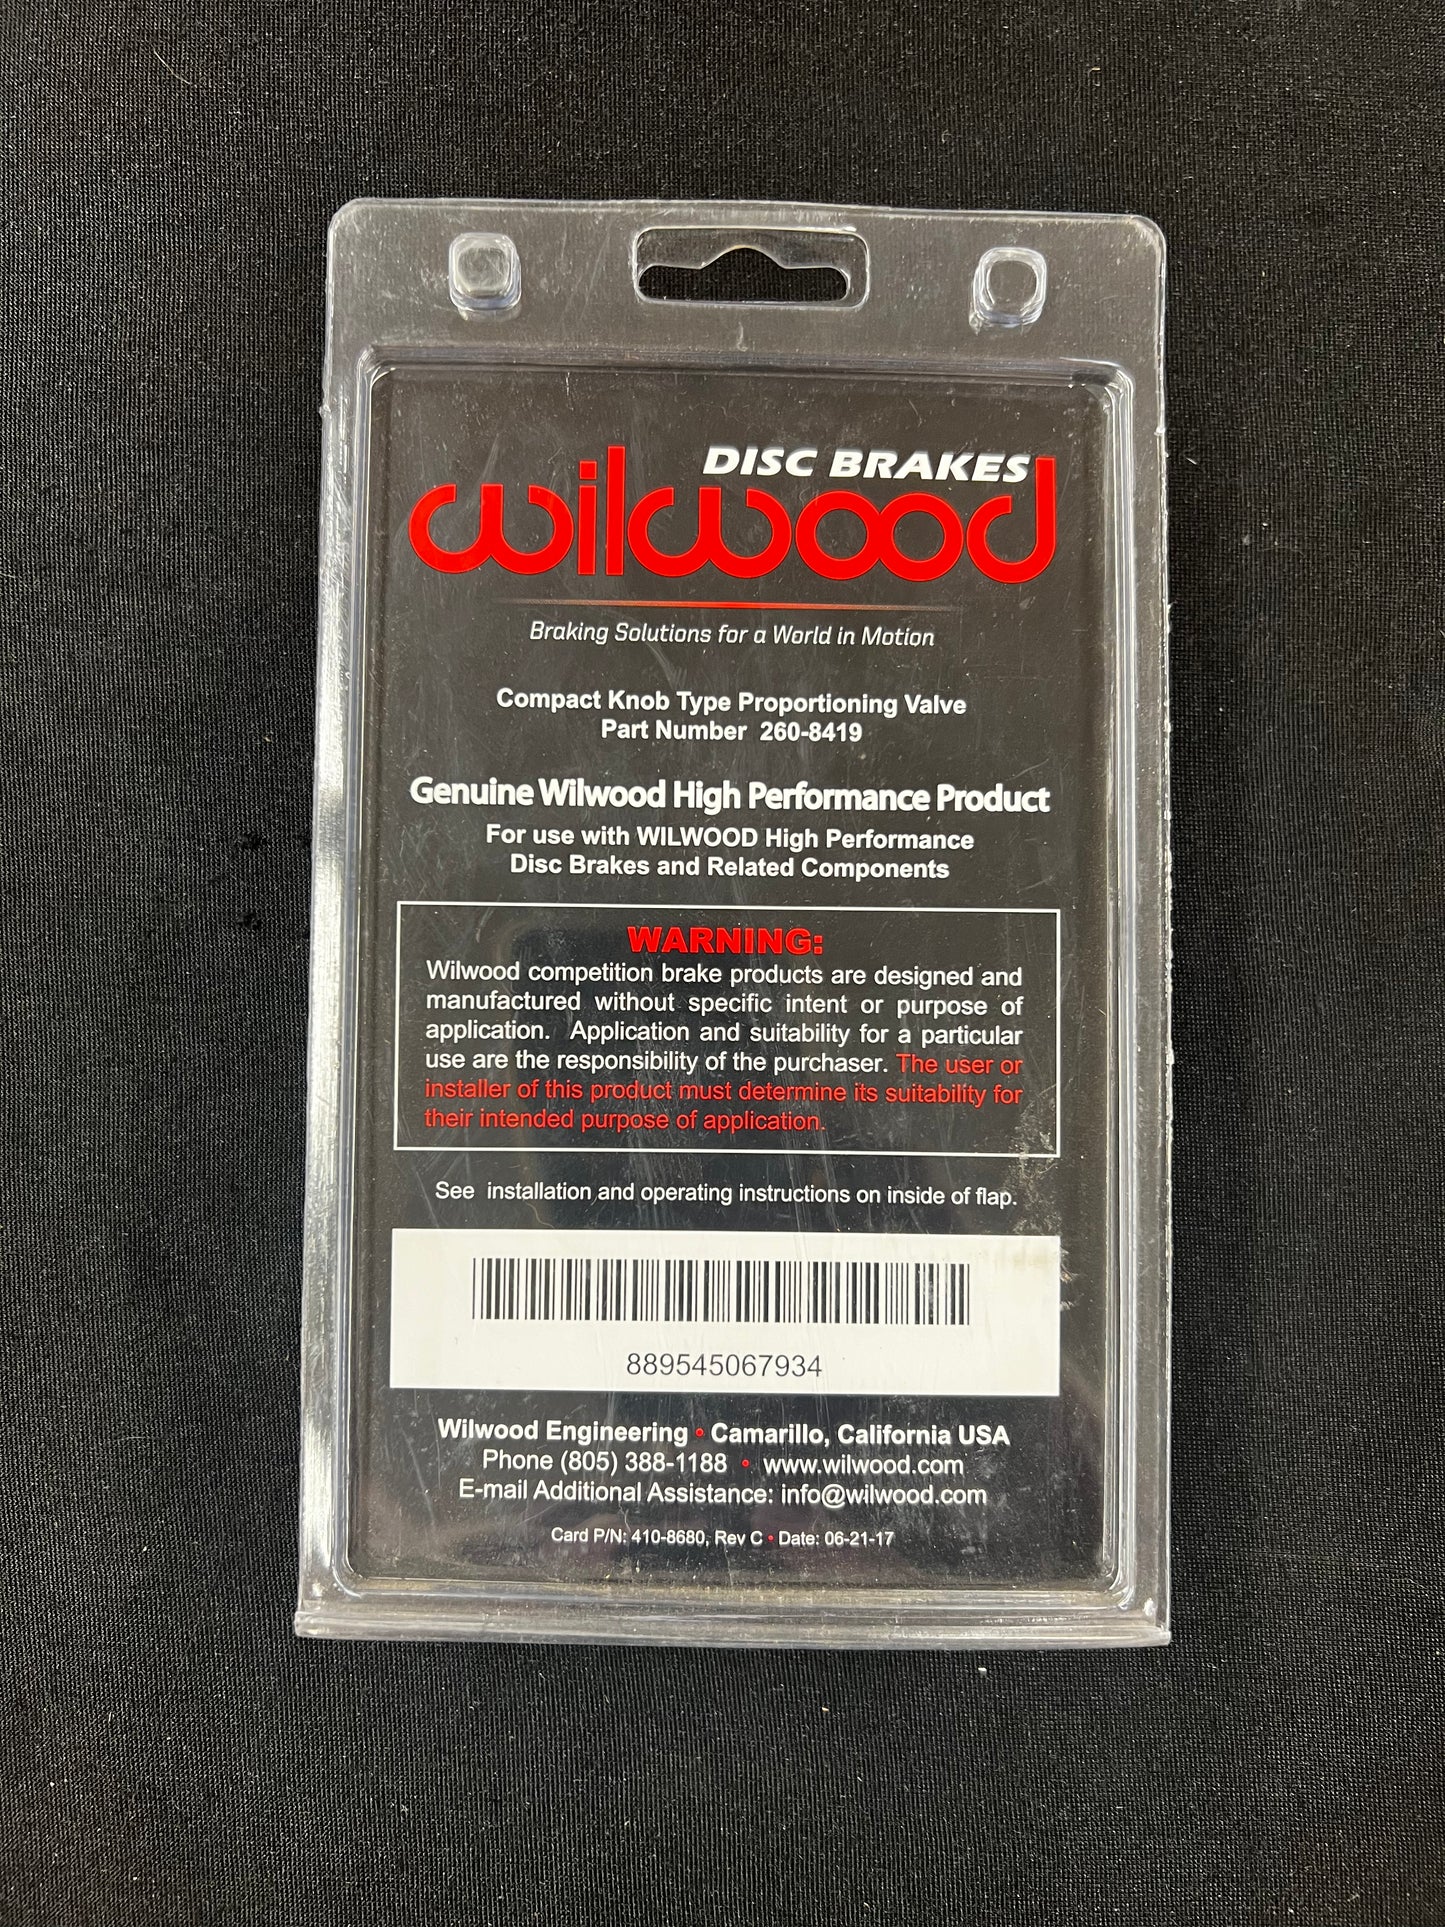 DISC BRAKES
wilwood
Braking Solutions for a World in Motion
Compact Knob Type Proportioning Valve
Part Number 260-8419
Genuine Wilwood High Performance Product
For use with WILWOOD High Performance
Disc Brakes and Related Components
WARNING:
Wilwood competition brake products are designed and
manufactured without specific intent or purpose of
application. Application and suitability for a particular
use are the responsibility of the purchaser. The user or
installer of this product must determine its suitability for
their intended purpose of application.
See installation and operating instructions on inside of flap.
889545067934
Wilwood Engineering • Camarillo, California USA
Phone (805) 388-1188 • www.wilwood.com
E-mail Additional Assistance: info@wilwood.com
Card P/N: 410-8680, Rev C • Date: 06-21-17